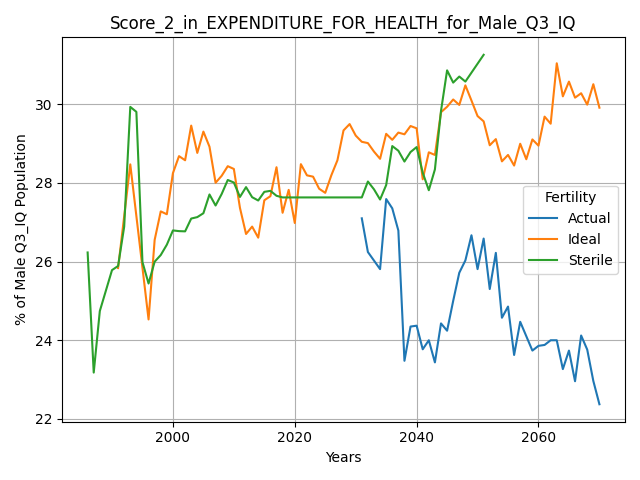 Score_2_in_EXPENDITURE_FOR_HEALTH_for_Male_Q3_IQ
% of Male Q3_IQ Population
30
28
26
24
22
Fertility
Actual
Ideal
Sterile
2000 2020 2040 2060
Years